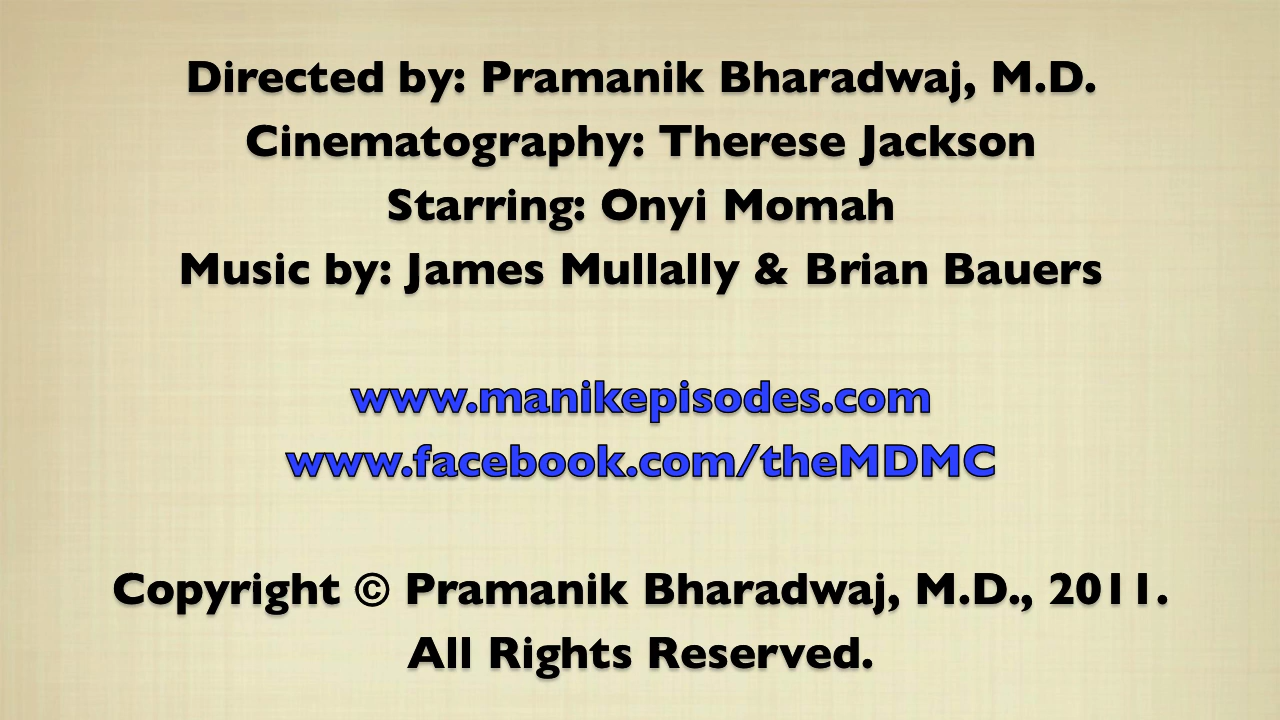 Directed by: Pramanik Bharadwaj, M.D.
Cinematography: Therese Jackson
Starring: Onyi Momah
Music by: James Mullally & Brian Bauers
www.manikepisodes.com
www.facebook.com/theMDMC
Copyright © Pramanik Bharadwaj, M.D., 2011.
All Rights Reserved.